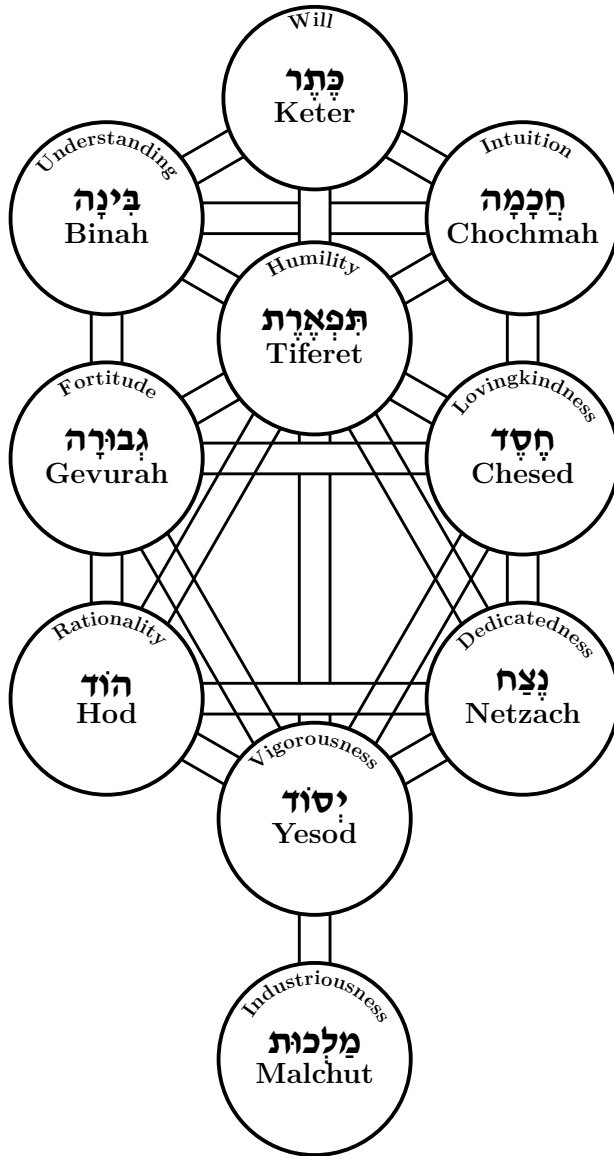 Will
כֶּתֶר
Keter
Understanding
בִּינָה
Binah
Intuition
חֲכָמָה
Chochmah
Humility
תִּפְאֶרֶת
Tiferet
Fortitude
גְבוּרָה
Gevurah
Lovingkindness
חֶסֶד
Chesed
Rationality
הוֹד
Hod
Dedicatedness
נֶצַח
Netzach
Vigorousness
יְסוֹד
Yesod
Industriousness
מַלְכוּת
Malchut